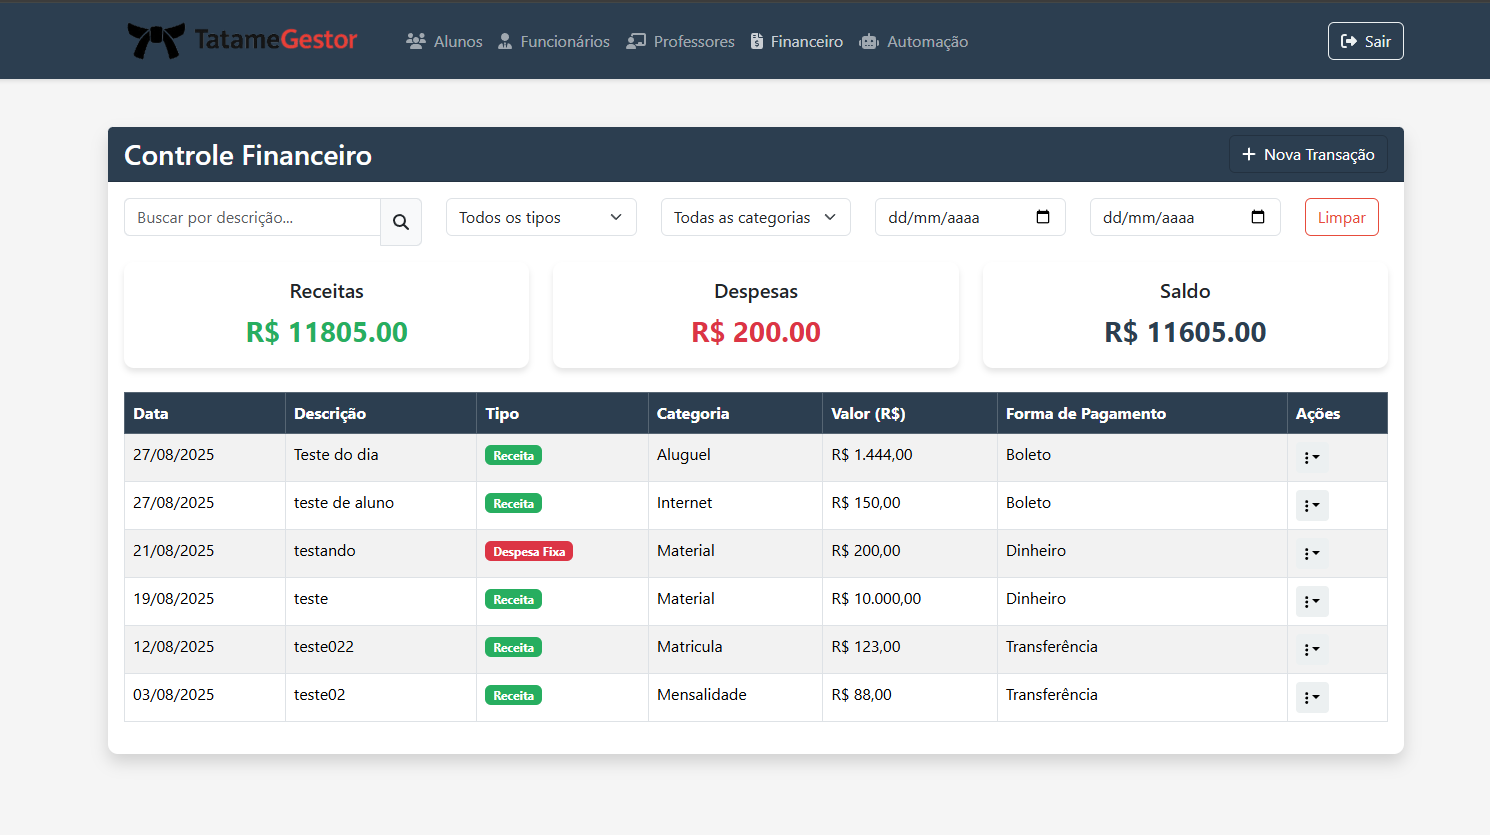 TatameGestor Alunos Funcionários Professores Financeiro Automação Sair
Controle Financeiro Nova Transação
Buscar por descrição... Todos os tipos Todas as categorias dd/mm/aaaa dd/mm/aaaa Limpar
Receitas Despesas Saldo
R$ 11805.00 R$ 200.00 R$ 11605.00
Data Descrição Tipo Categoria Valor (R$) Forma de Pagamento Ações
27/08/2025 Teste do dia Receita Aluguel R$ 1.444,00 Boleto
27/08/2025 teste de aluno Receita Internet R$ 150,00 Boleto
21/08/2025 testando Despesa Fixa Material R$ 200,00 Dinheiro
19/08/2025 teste Receita Material R$ 10.000,00 Dinheiro
12/08/2025 teste022 Receita Matricula R$ 123,00 Transferência
03/08/2025 teste02 Receita Mensalidade R$ 88,00 Transferência